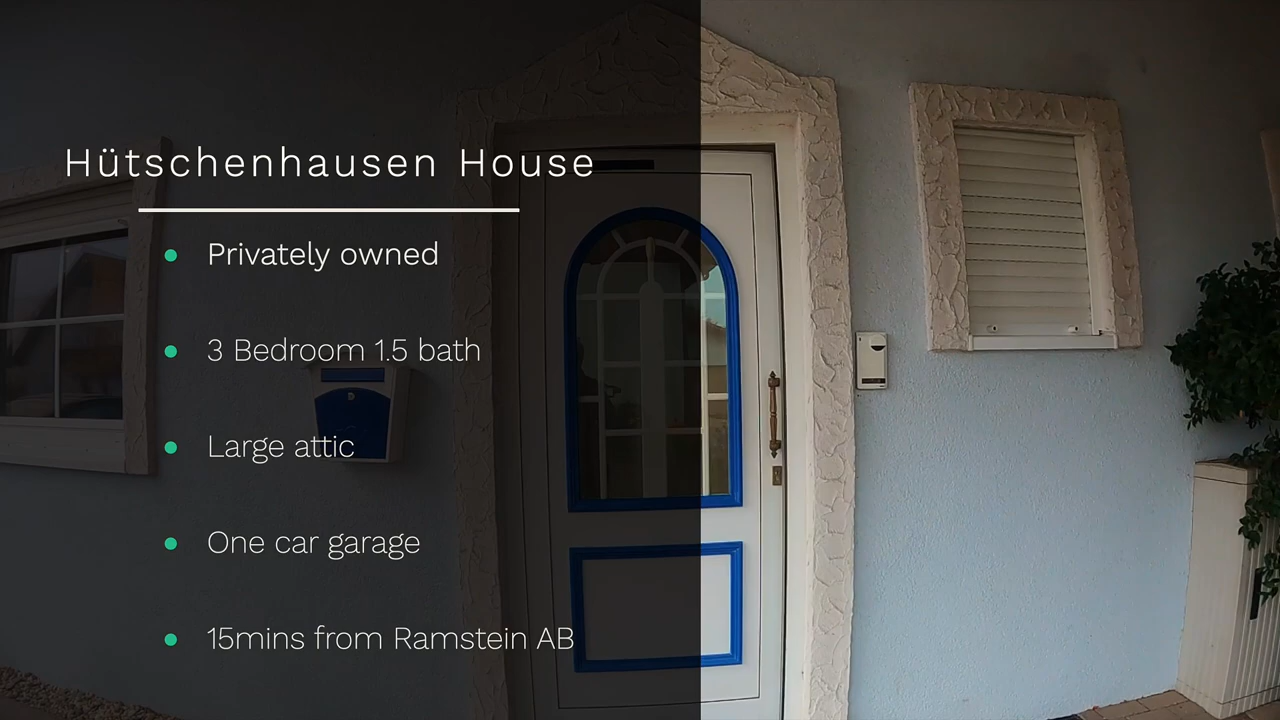 Hütschenhausen House
Privately owned
3 Bedroom 1.5 bath
Large attic
One car garage
15mins from Ramstein AB